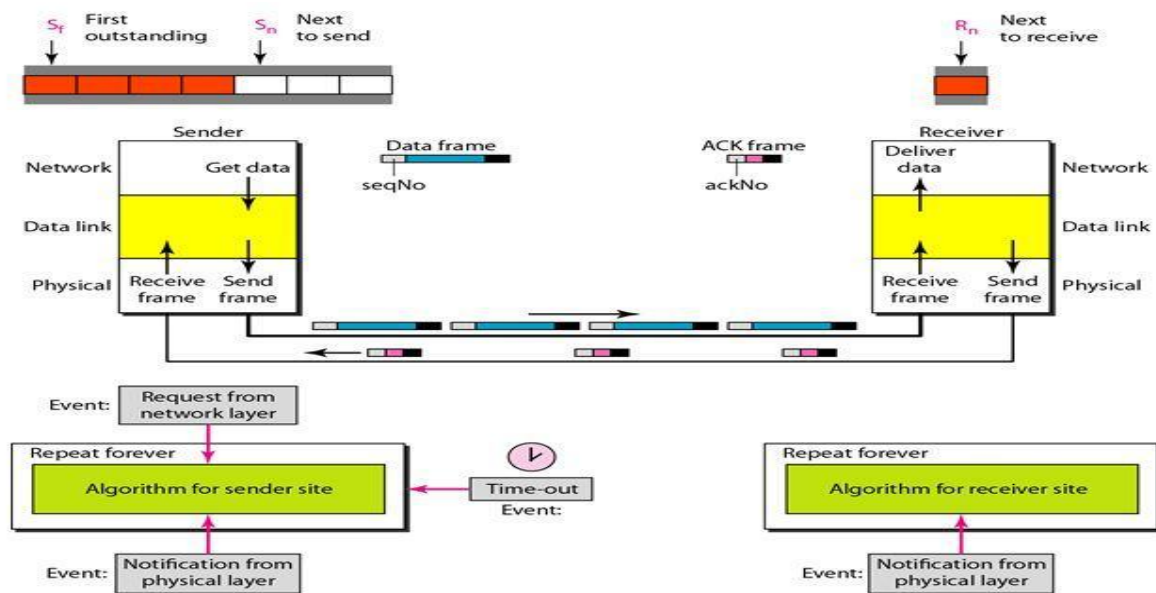 Sf First outstanding
Sn Next to send
Rn Next to receive
Sender
Data frame
ACK frame
Receiver
Network
Get data
seqNo
ackNo
Deliver data
Network
Data link
Data link
Physical
Receive frame
Send frame
Receive frame
Send frame
Physical
Event:
Request from network layer
Repeat forever
Algorithm for sender site
Time-out
Event:
Repeat forever
Algorithm for receiver site
Event:
Notification from physical layer
Event:
Notification from physical layer